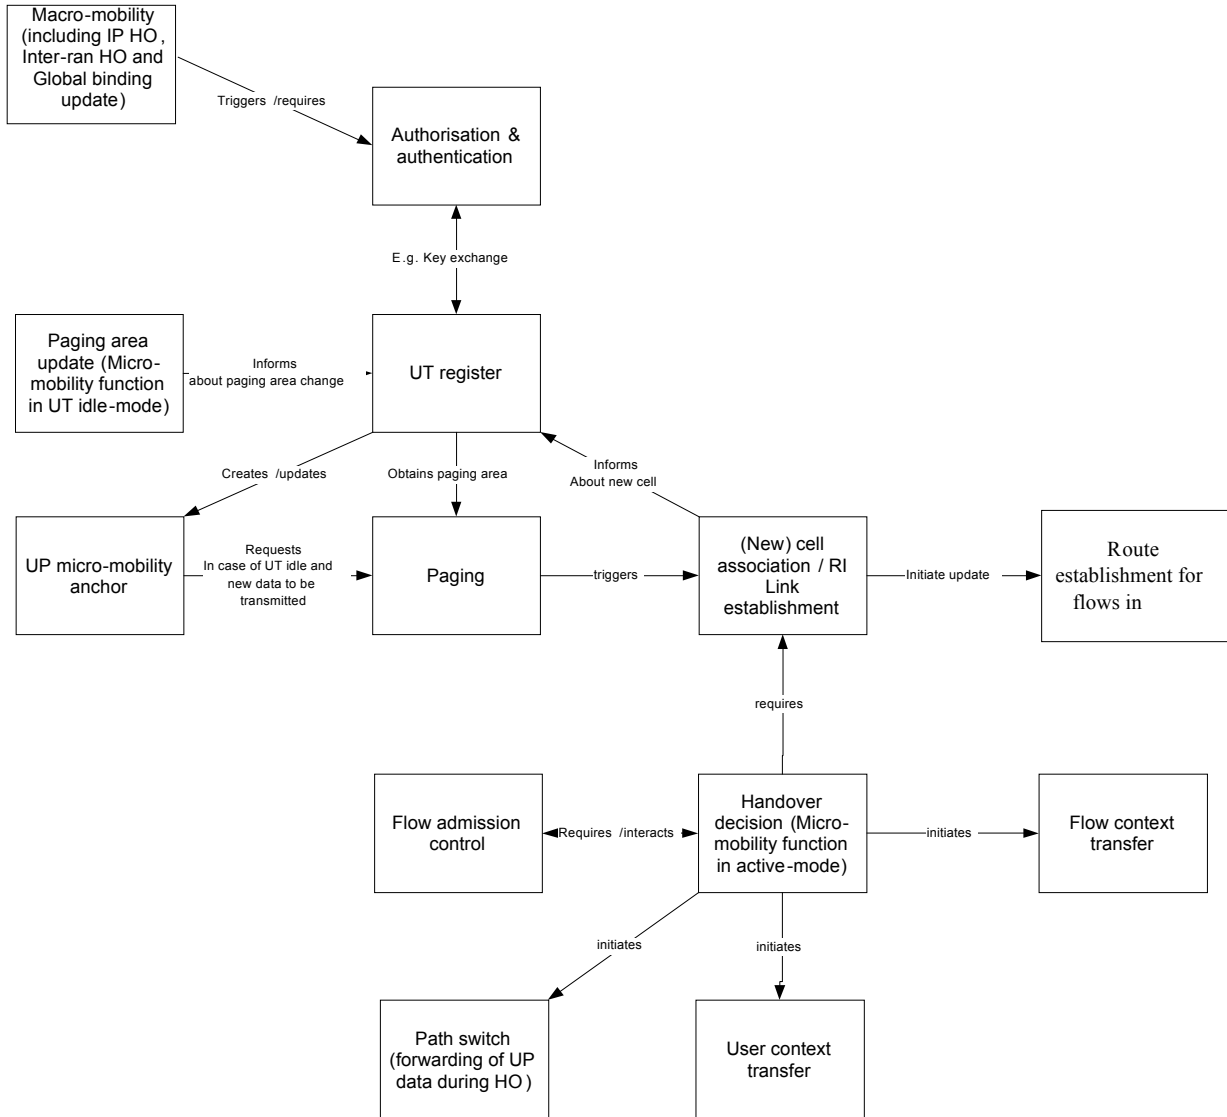 Macro-mobility
(including IP HO,
Inter-ran HO and
Global binding
update)
Triggers /requires
Authorisation &
authentication
E.g. Key exchange
Paging area
update (Micro-
mobility function
in UT idle-mode)
Informs
about paging area change
UT register
Creates /updates
Obtains paging area
Informs
About new cell
UP micro-mobility
anchor
Requests
In case of UT idle and
new data to be
transmitted
Paging
triggers
(New) cell
association / RI
Link
establishment
Initiate update
Route
establishment for
flows in
requires
Flow admission
control
Requires /interacts
Handover
decision (Micro-
mobility function
in active-mode)
initiates
Flow context
transfer
initiates
initiates
Path switch
(forwarding of UP
data during HO)
User context
transfer